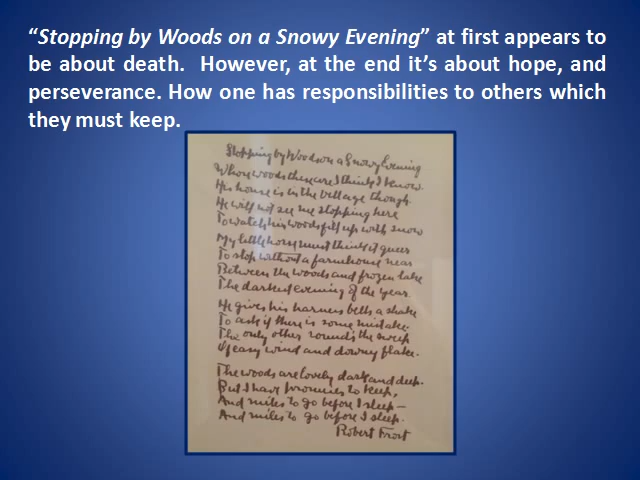 “Stopping by Woods on a Snowy Evening” at first appears to
be about death. However, at the end it’s about hope, and
perseverance. How one has responsibilities to others which
they must keep.
Stopping by Woods on a Snowy Evening
Whose woods these are I think I know.
His house is in the village though.
He will not see me stopping here
To watch his woods fill up with snow
My little horse must think it queer
To stop without a farmhouse near
Between the woods and frozen lake
The darkest evening of the year.
He gives his harness bells a shake
To ask if there is some mistake.
The only other sound's the sweep
Of easy wind and downy flake.
The woods are lovely dark and deep.
But I have promises to keep,
And miles to go before I sleep—
And miles to go before I sleep.
Robert Frost